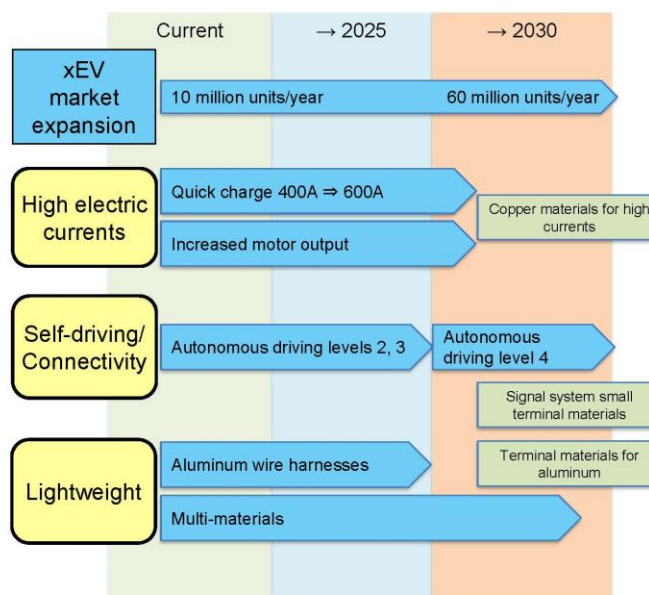 Current
→ 2025
→ 2030
xEV
market
expansion
10 million units/year
60 million units/year
High electric
currents
Quick charge 400A ⇒ 600A
Increased motor output
Copper materials for high
currents
Self-driving/
Connectivity
Autonomous driving levels 2, 3
Autonomous
driving level 4
Signal system small
terminal materials
Lightweight
Aluminum wire harnesses
Terminal materials for
aluminum
Multi-materials